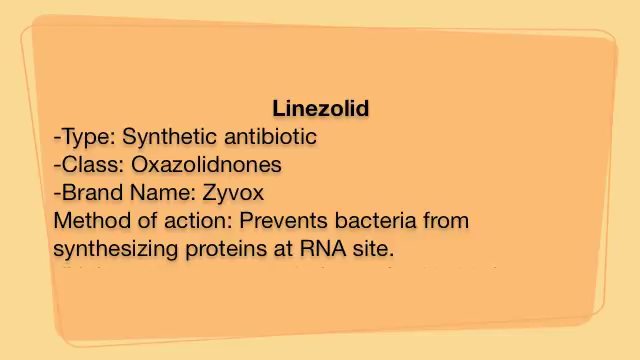 Linezolid
-Type: Synthetic antibiotic
-Class: Oxazolidnones
-Brand Name: Zyvox
Method of action: Prevents bacteria from
synthesizing proteins at RNA site.